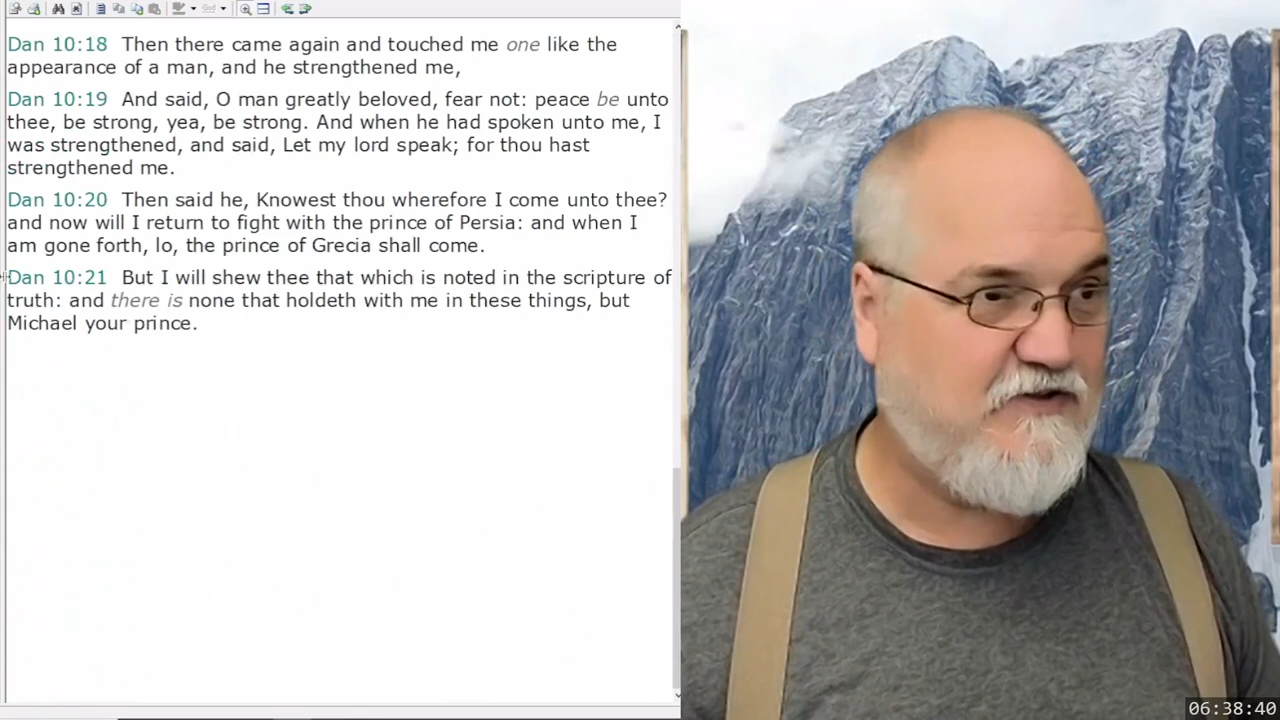 Dan 10:18 Then there came again and touched me one like the
appearance of a man, and he strengthened me,
Dan 10:19 And said, O man greatly beloved, fear not: peace be unto
thee, be strong, yea, be strong. And when he had spoken unto me, I
was strengthened, and said, Let my lord speak; for thou hast
strengthened me.
Dan 10:20 Then said he, Knowest thou wherefore I come unto thee?
and now will I return to fight with the prince of Persia: and when I
am gone forth, lo, the prince of Grecia shall come.
Dan 10:21 But I will shew thee that which is noted in the scripture of
truth: and there is none that holdeth with me in these things, but
Michael your prince.
06:38:40